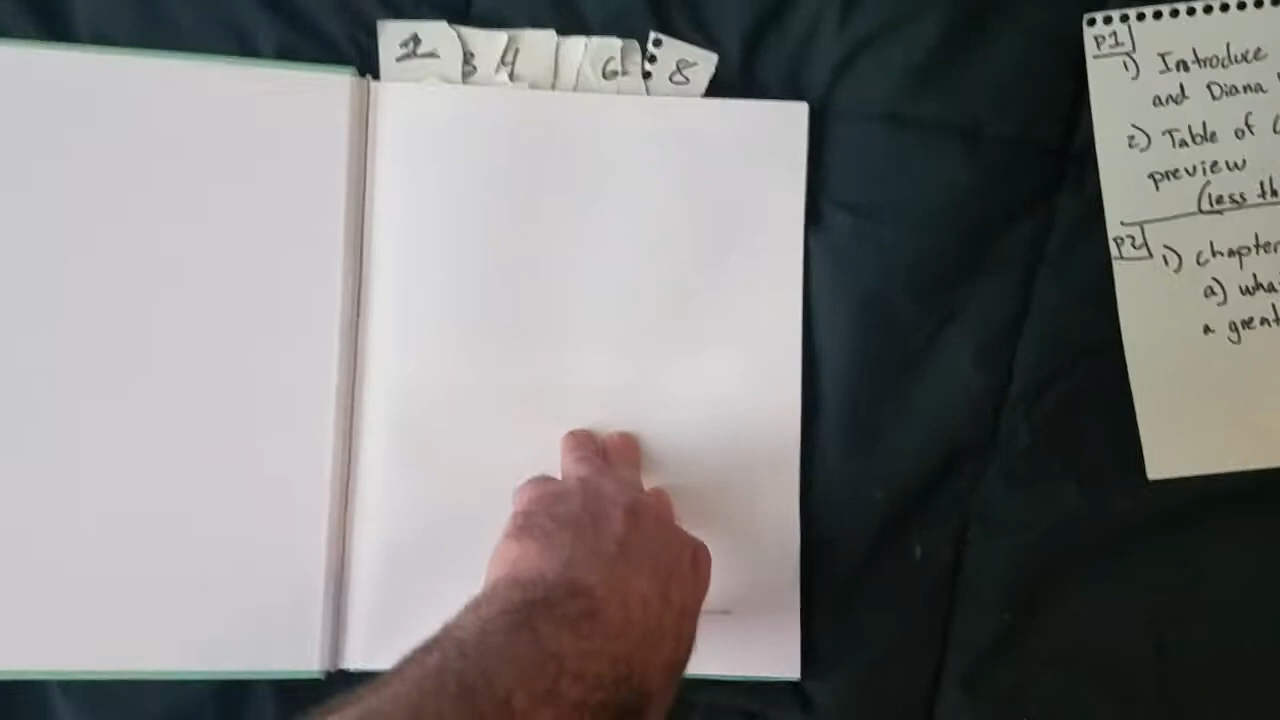 1 3 4 6 8
P1
1) Introduce
and Diana
2) Table of
preview
(less th
P2
1) chapter
a) wha
a great